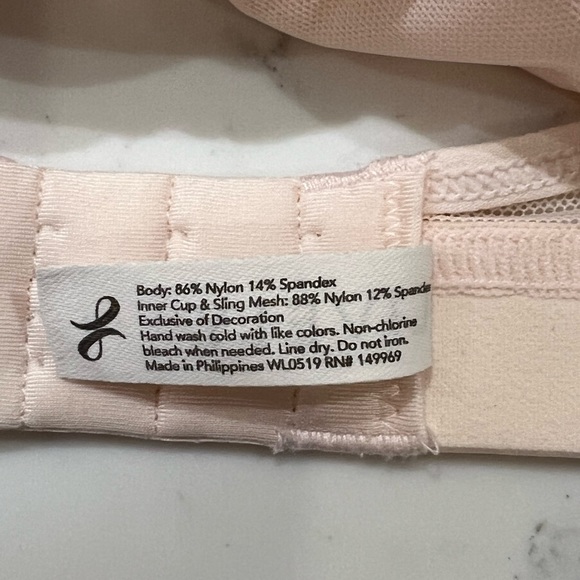 Body: 86% Nylon 14% Spandex
Inner Cup & Sling Mesh: 88% Nylon 12% Spandex
Exclusive of Decoration
Hand wash cold with like colors. Non-chlorine
bleach when needed. Line dry. Do not iron.
Made in Philippines WL0519 RN# 149969